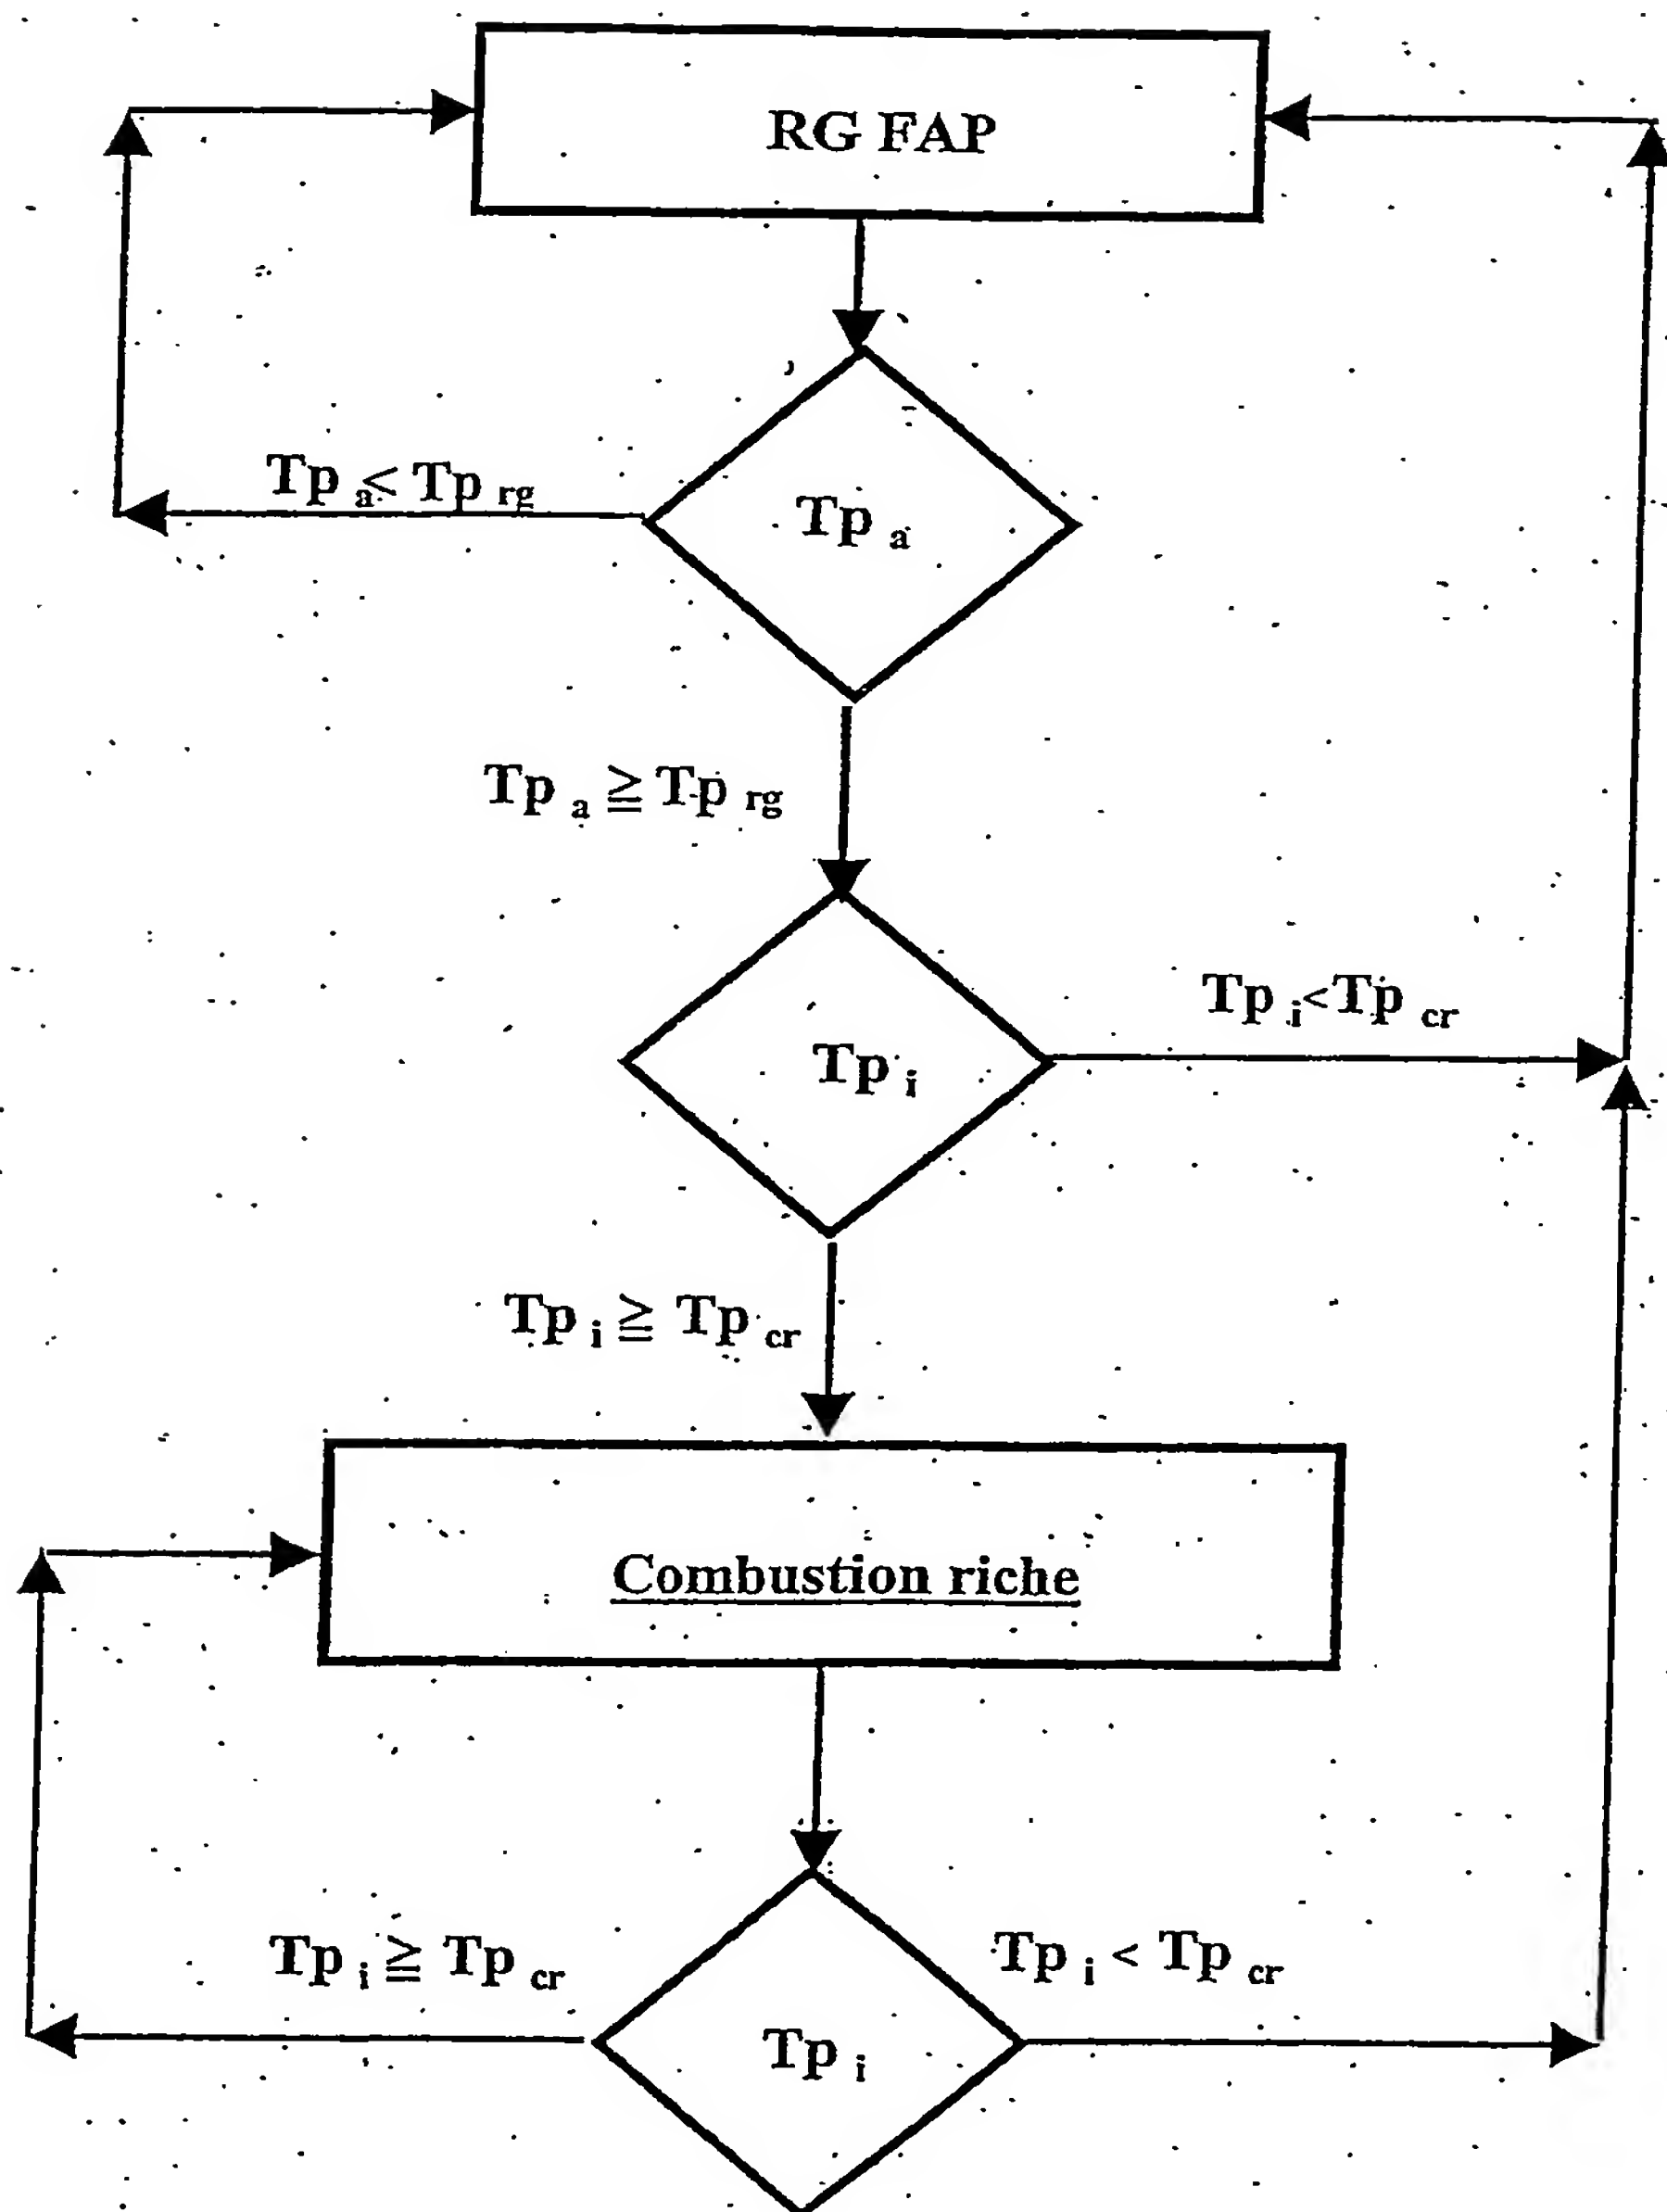 RG FAP
Tp a< Tp rg
Tp a
Tp a ≧ Tp rg
Tp i<Tp cr
Tp i
Tp i ≧ Tp cr
Combustion riche
Tp i ≧ Tp cr
Tp i < Tp cr
Tp i